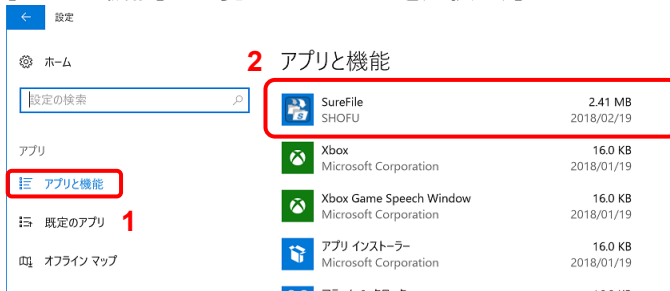 設定
ホーム
設定の検索
アプリ
アプリと機能
1
既定のアプリ
オフライン マップ
2
アプリと機能
SureFile
2.41 MB
SHOFU
2018/02/19
Xbox
16.0 KB
Microsoft Corporation
2018/01/19
Xbox Game Speech Window
16.0 KB
Microsoft Corporation
2018/01/19
アプリ インストーラー
16.0 KB
Microsoft Corporation
2018/01/19